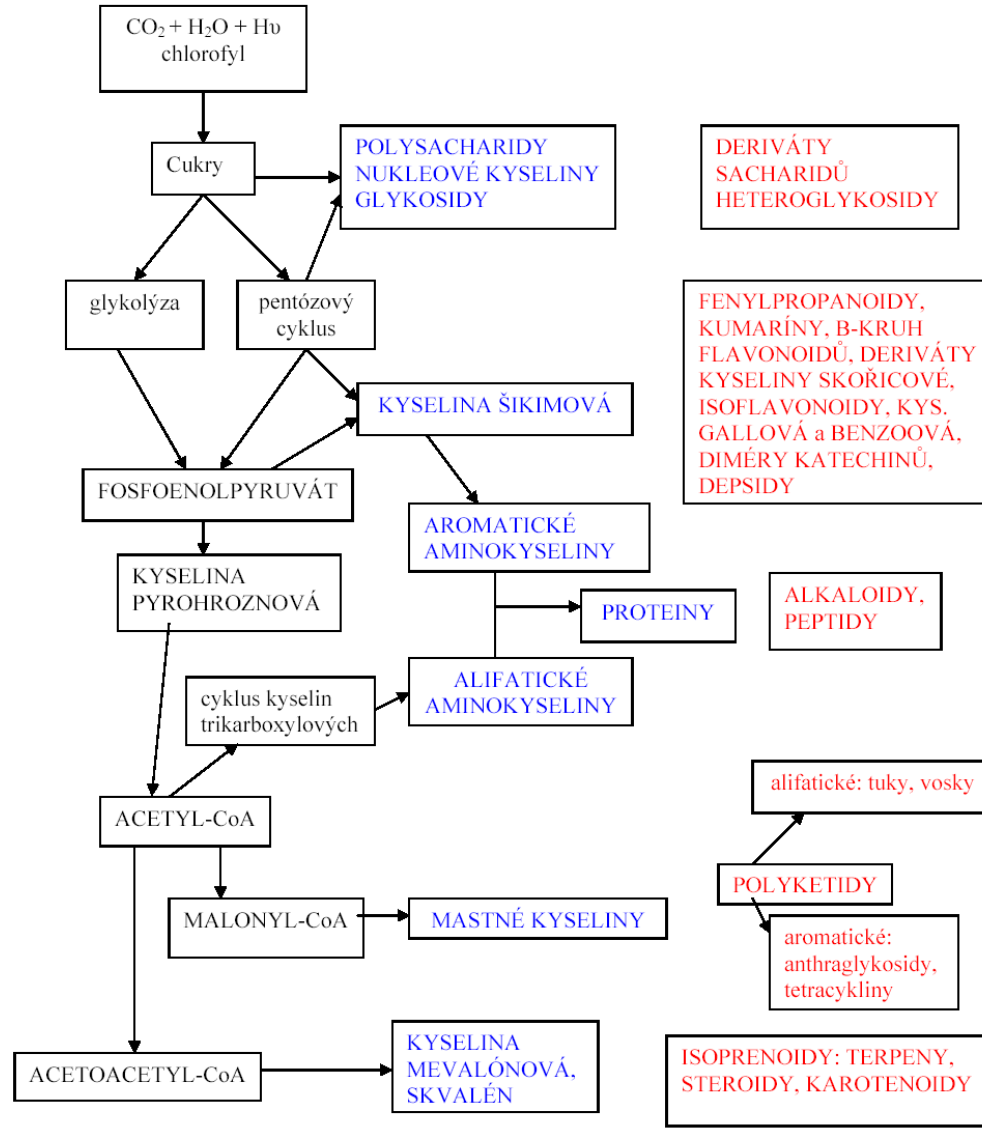 CO₂ + H₂O + Hυ
chlorofyl
Cukry
POLYSACHARIDY
NUKLEOVÉ KYSELINY
GLYKOSIDY
DERIVÁTY
SACHARIDŮ
HETEROGLYKOSIDY
glykolýza
pentózový
cyklus
FENYLPROPANOIDY,
KUMARÍNY, B-KRUH
FLAVONOIDŮ, DERIVÁTY
KYSELINY SKOŘICOVÉ,
ISOFLAVONOIDY, KYS.
GALLOVÁ a BENZOOVÁ,
DIMÉRY KATECHINŮ,
DEPSIDY
KYSELINA ŠIKIMOVÁ
FOSFOENOLPYRUVÁT
AROMATICKÉ
AMINOKYSELINY
KYSELINA
PYROHROZNOVÁ
PROTEINY
ALKALOIDY,
PEPTIDY
ALIFATICKÉ
AMINOKYSELINY
cyklus kyselin
trikarboxylových
alifatické: tuky, vosky
ACETYL-CoA
POLYKETIDY
MALONYL-CoA
MASTNÉ KYSELINY
aromatické:
anthraglykosidy,
tetracykliny
ACETOACETYL-CoA
KYSELINA
MEVALÓNOVÁ,
SKVALÉN
ISOPRENOIDY: TERPENY,
STEROIDY, KAROTENOIDY